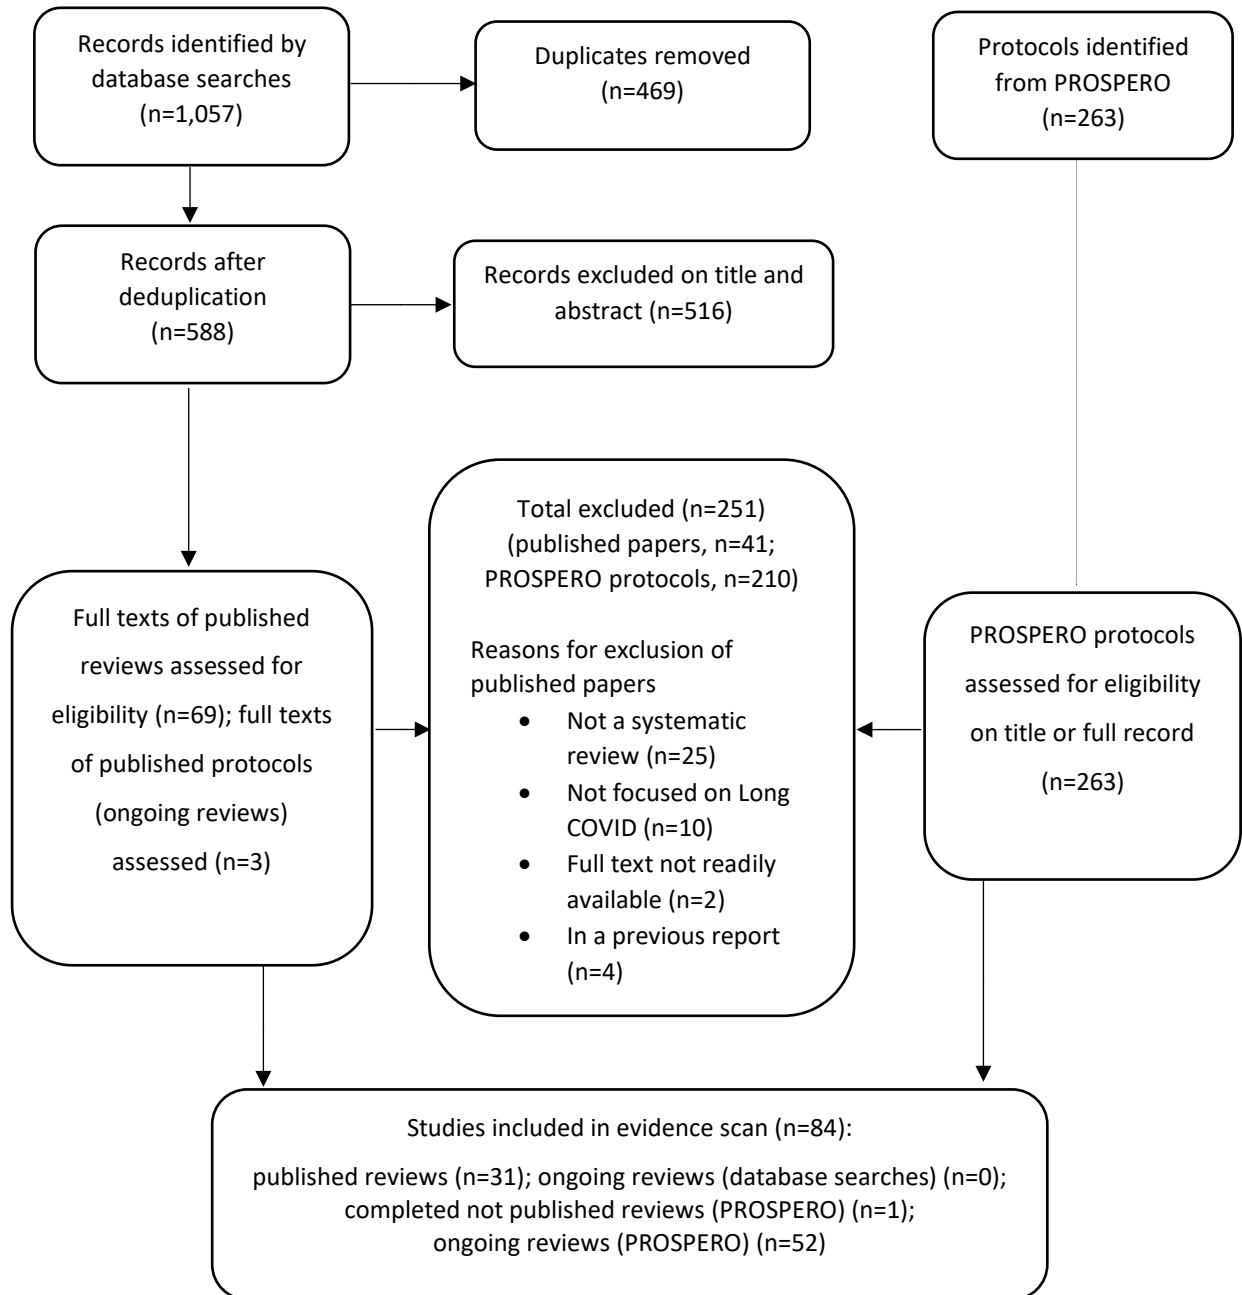 Records identified by
database searches
(n=1,057)
Duplicates removed
(n=469)
Protocols identified
from PROSPERO
(n=263)
Records after
deduplication
(n=588)
Records excluded on title and
abstract (n=516)
Full texts of published
reviews assessed for
eligibility (n=69); full texts
of published protocols
(ongoing reviews)
assessed (n=3)
Total excluded (n=251)
(published papers, n=41;
PROSPERO protocols, n=210)
Reasons for exclusion of
published papers
• Not a systematic
review (n=25)
• Not focused on Long
COVID (n=10)
• Full text not readily
available (n=2)
• In a previous report
(n=4)
PROSPERO protocols
assessed for eligibility
on title or full record
(n=263)
Studies included in evidence scan (n=84):
published reviews (n=31); ongoing reviews (database searches) (n=0);
completed not published reviews (PROSPERO) (n=1);
ongoing reviews (PROSPERO) (n=52)